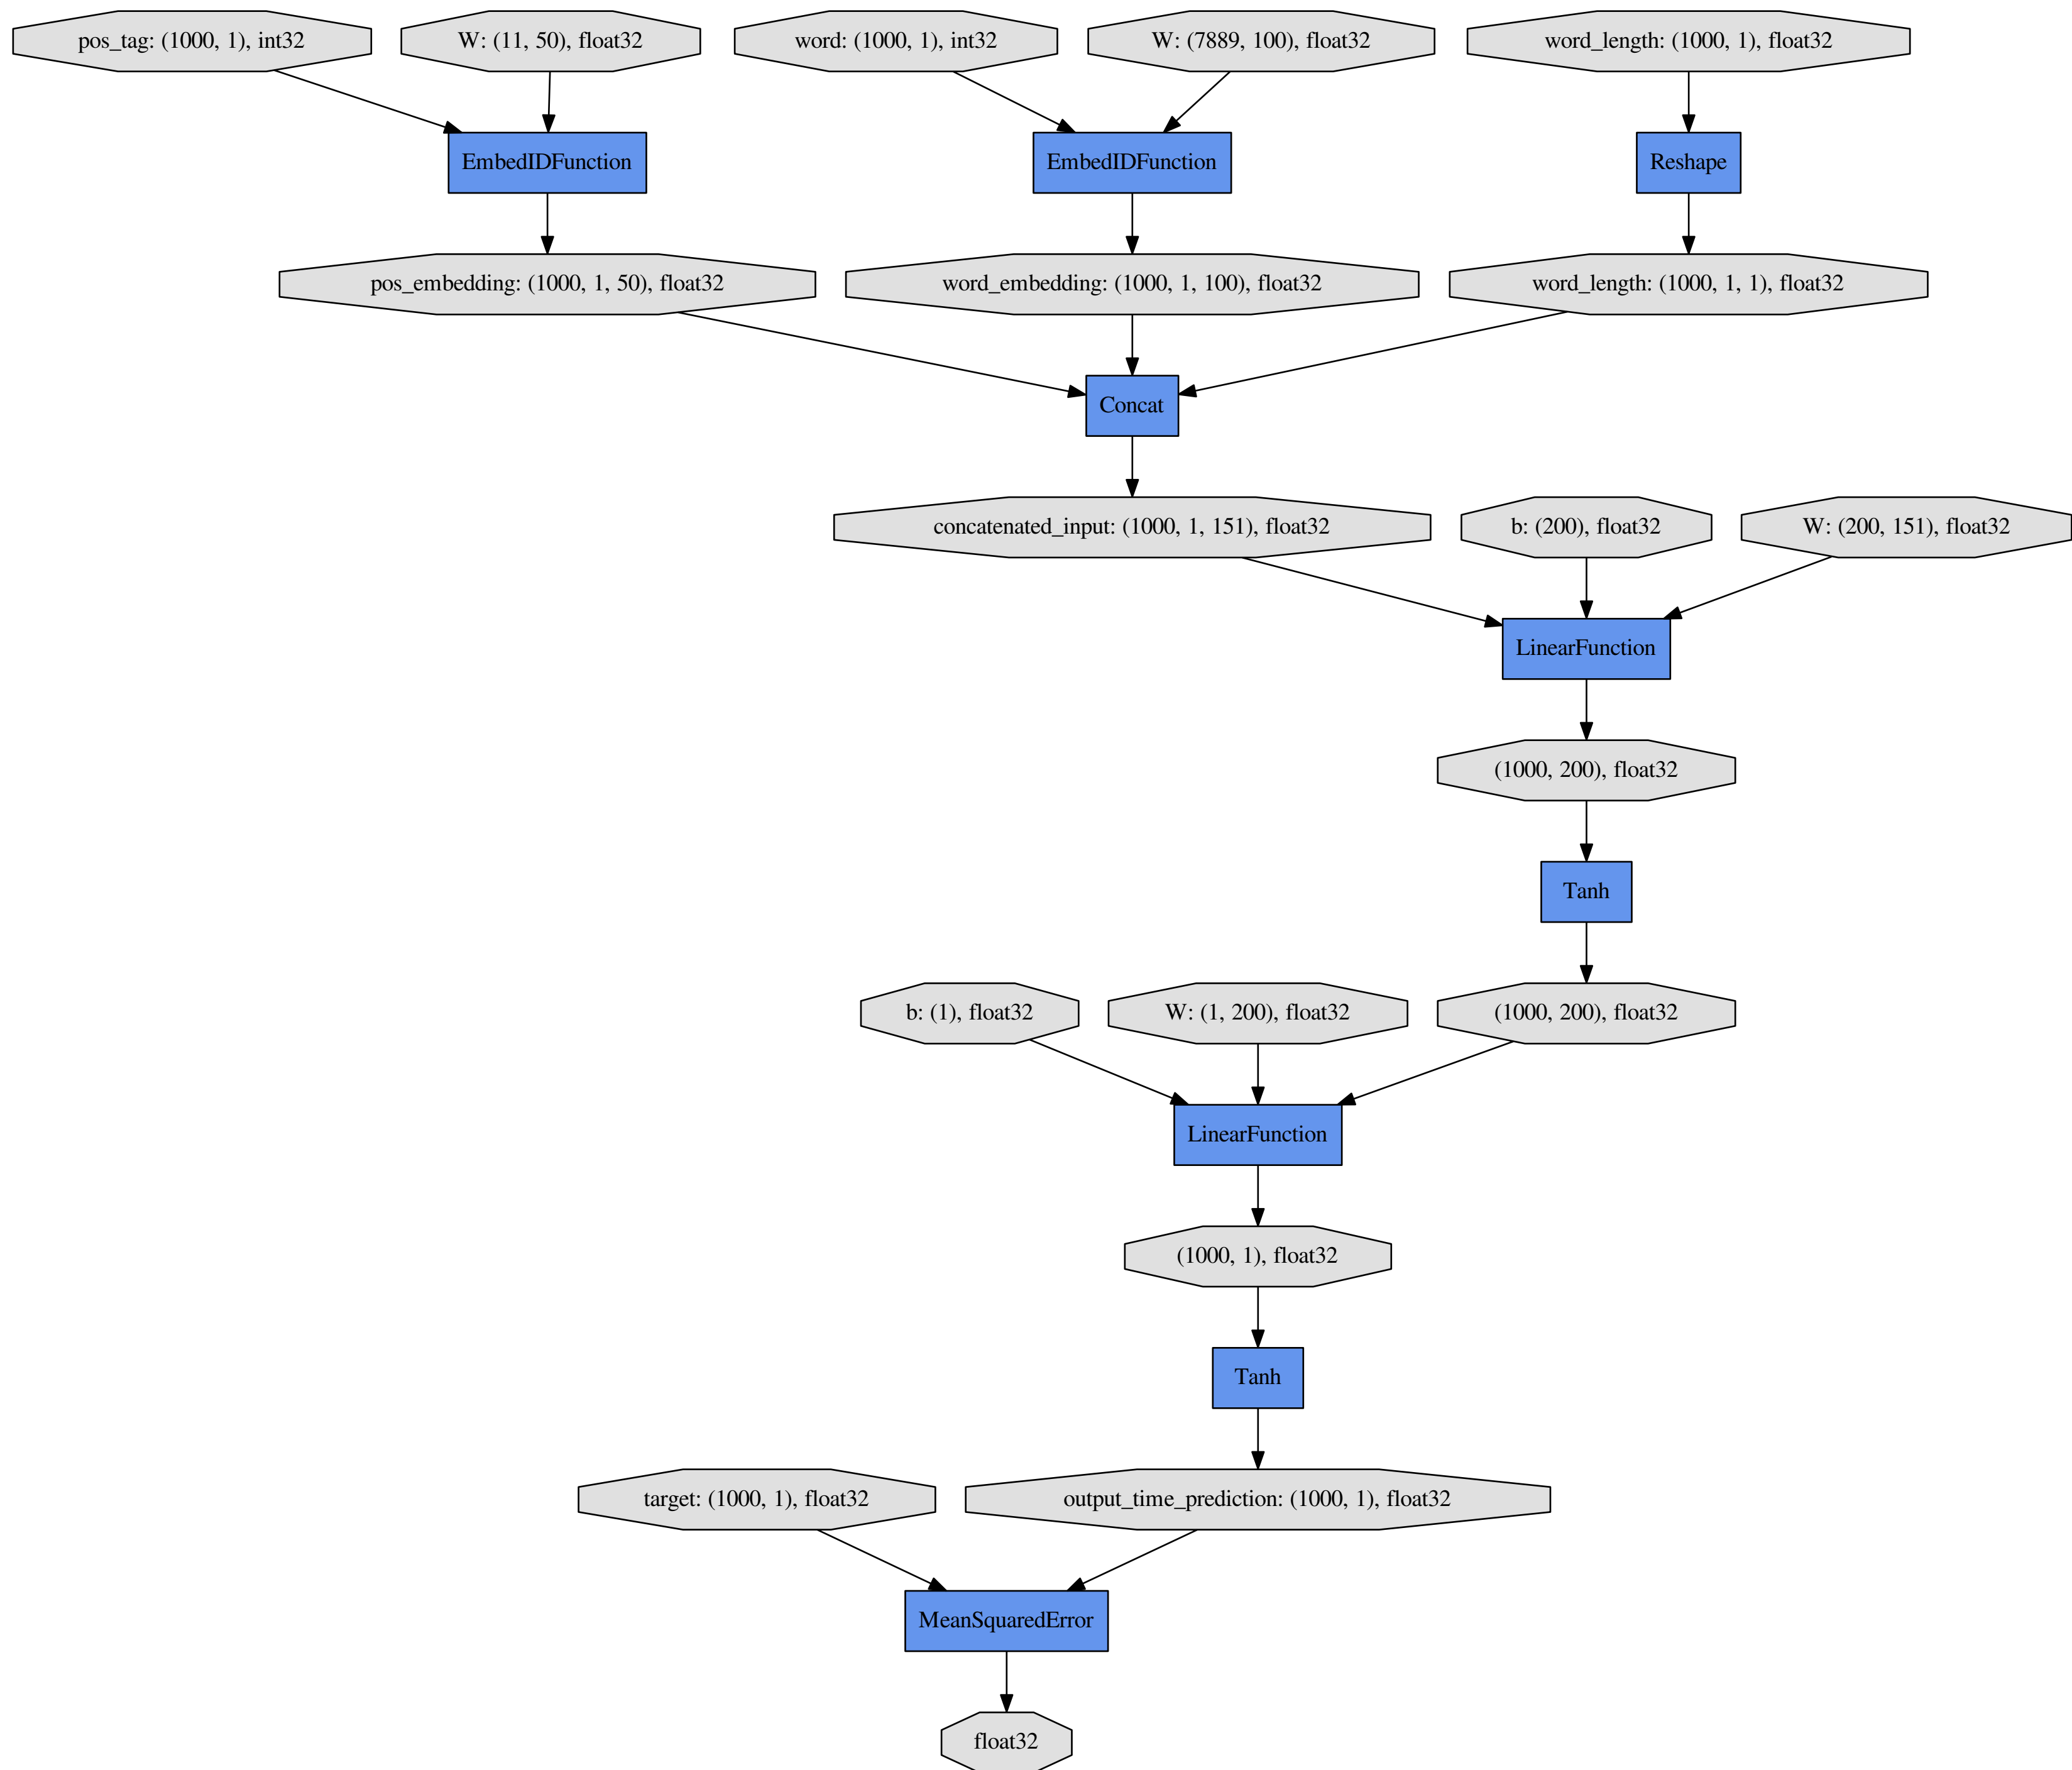 pos_tag: (1000, 1), int32
W: (11, 50), float32
word: (1000, 1), int32
W: (7889, 100), float32
word_length: (1000, 1), float32
EmbedIDFunction
EmbedIDFunction
Reshape
pos_embedding: (1000, 1, 50), float32
word_embedding: (1000, 1, 100), float32
word_length: (1000, 1, 1), float32
Concat
concatenated_input: (1000, 1, 151), float32
b: (200), float32
W: (200, 151), float32
LinearFunction
(1000, 200), float32
Tanh
b: (1), float32
W: (1, 200), float32
(1000, 200), float32
LinearFunction
(1000, 1), float32
Tanh
target: (1000, 1), float32
output_time_prediction: (1000, 1), float32
MeanSquaredError
float32